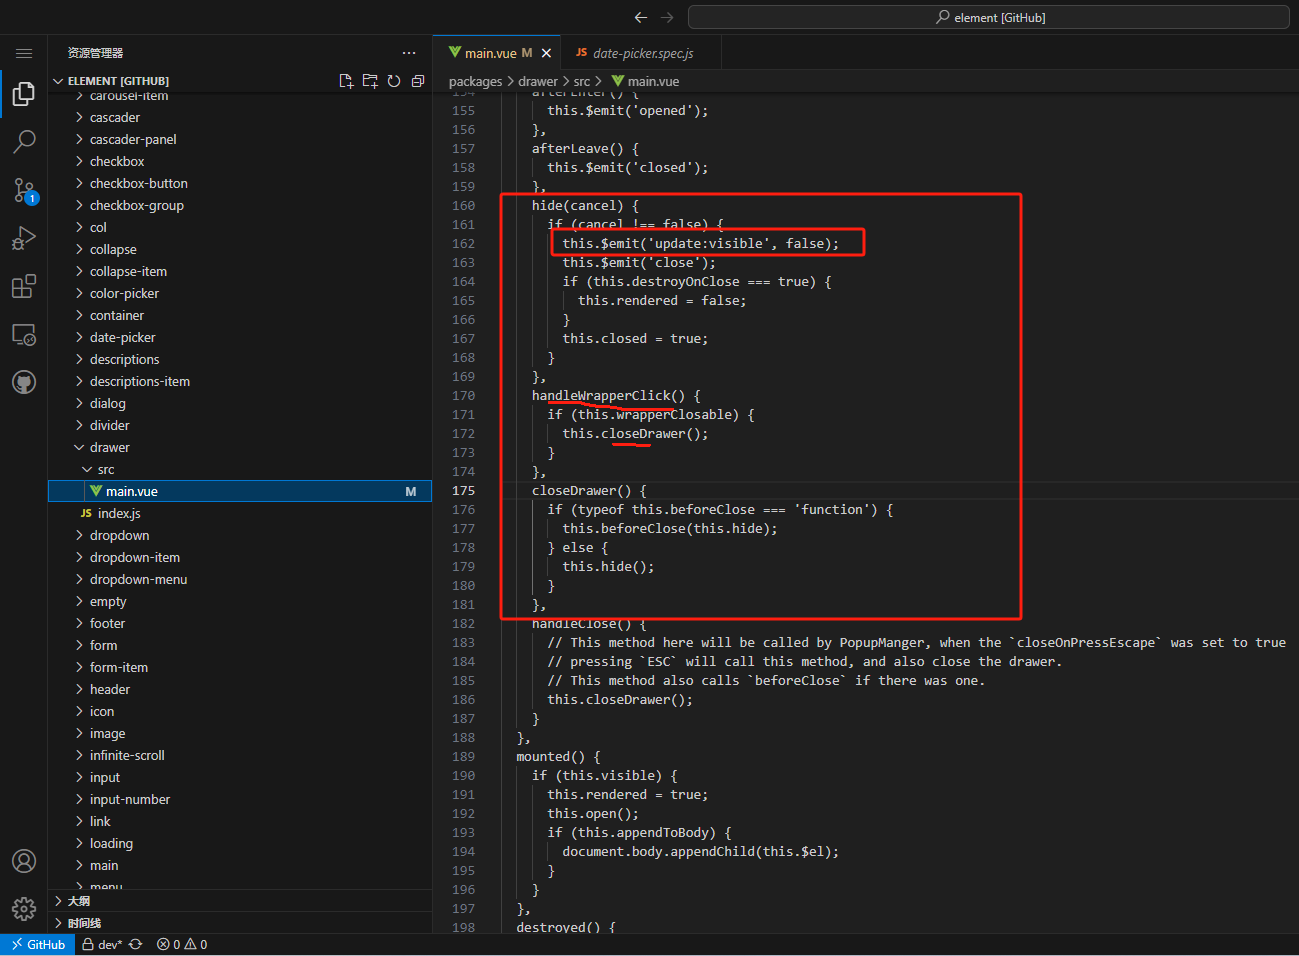 element [GitHub]
资源管理器
ELEMENT [GITHUB]
carousel-item
cascader
cascader-panel
checkbox
checkbox-button
checkbox-group
col
collapse
collapse-item
color-picker
container
date-picker
descriptions
descriptions-item
dialog
divider
drawer
src
main.vue M
JS index.js
dropdown
dropdown-item
dropdown-menu
empty
footer
form
form-item
header
icon
image
infinite-scroll
input
input-number
link
loading
main
menu
大纲
时间线
1
main.vue M
JS date-picker.spec.js
packages > drawer > src > main.vue
154 afterEnter() {
155 this.$emit('opened');
156 },
157 afterLeave() {
158 this.$emit('closed');
159 },
160 hide(cancel) {
161 if (cancel !== false) {
162 this.$emit('update:visible', false);
163 this.$emit('close');
164 if (this.destroyOnClose === true) {
165 this.rendered = false;
166 }
167 this.closed = true;
168 }
169 },
170 handleWrapperClick() {
171 if (this.wrapperClosable) {
172 this.closeDrawer();
173 }
174 },
175 closeDrawer() {
176 if (typeof this.beforeClose === 'function') {
177 this.beforeClose(this.hide);
178 } else {
179 this.hide();
180 }
181 },
182 handleClose() {
183 // This method here will be called by PopupManger, when the `closeOnPressEscape` was set to true
184 // pressing `ESC` will call this method, and also close the drawer.
185 // This method also calls `beforeClose` if there was one.
186 this.closeDrawer();
187 }
188 },
189 mounted() {
190 if (this.visible) {
191 this.rendered = true;
192 this.open();
193 if (this.appendToBody) {
194 document.body.appendChild(this.$el);
195 }
196 }
197 },
198 destroyed() {
GitHub dev* 0 0